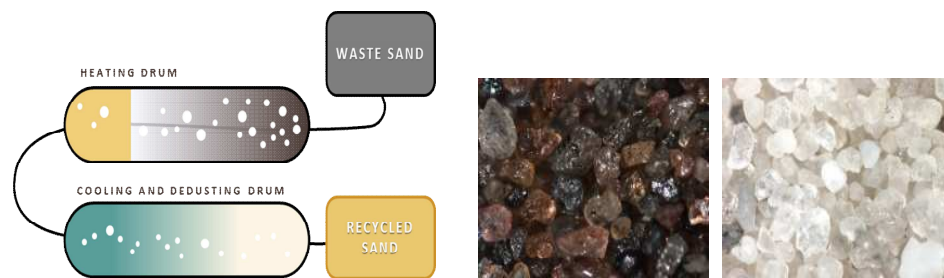 WASTE SAND
HEATING DRUM
COOLING AND DEDUSTING DRUM
RECYCLED
SAND